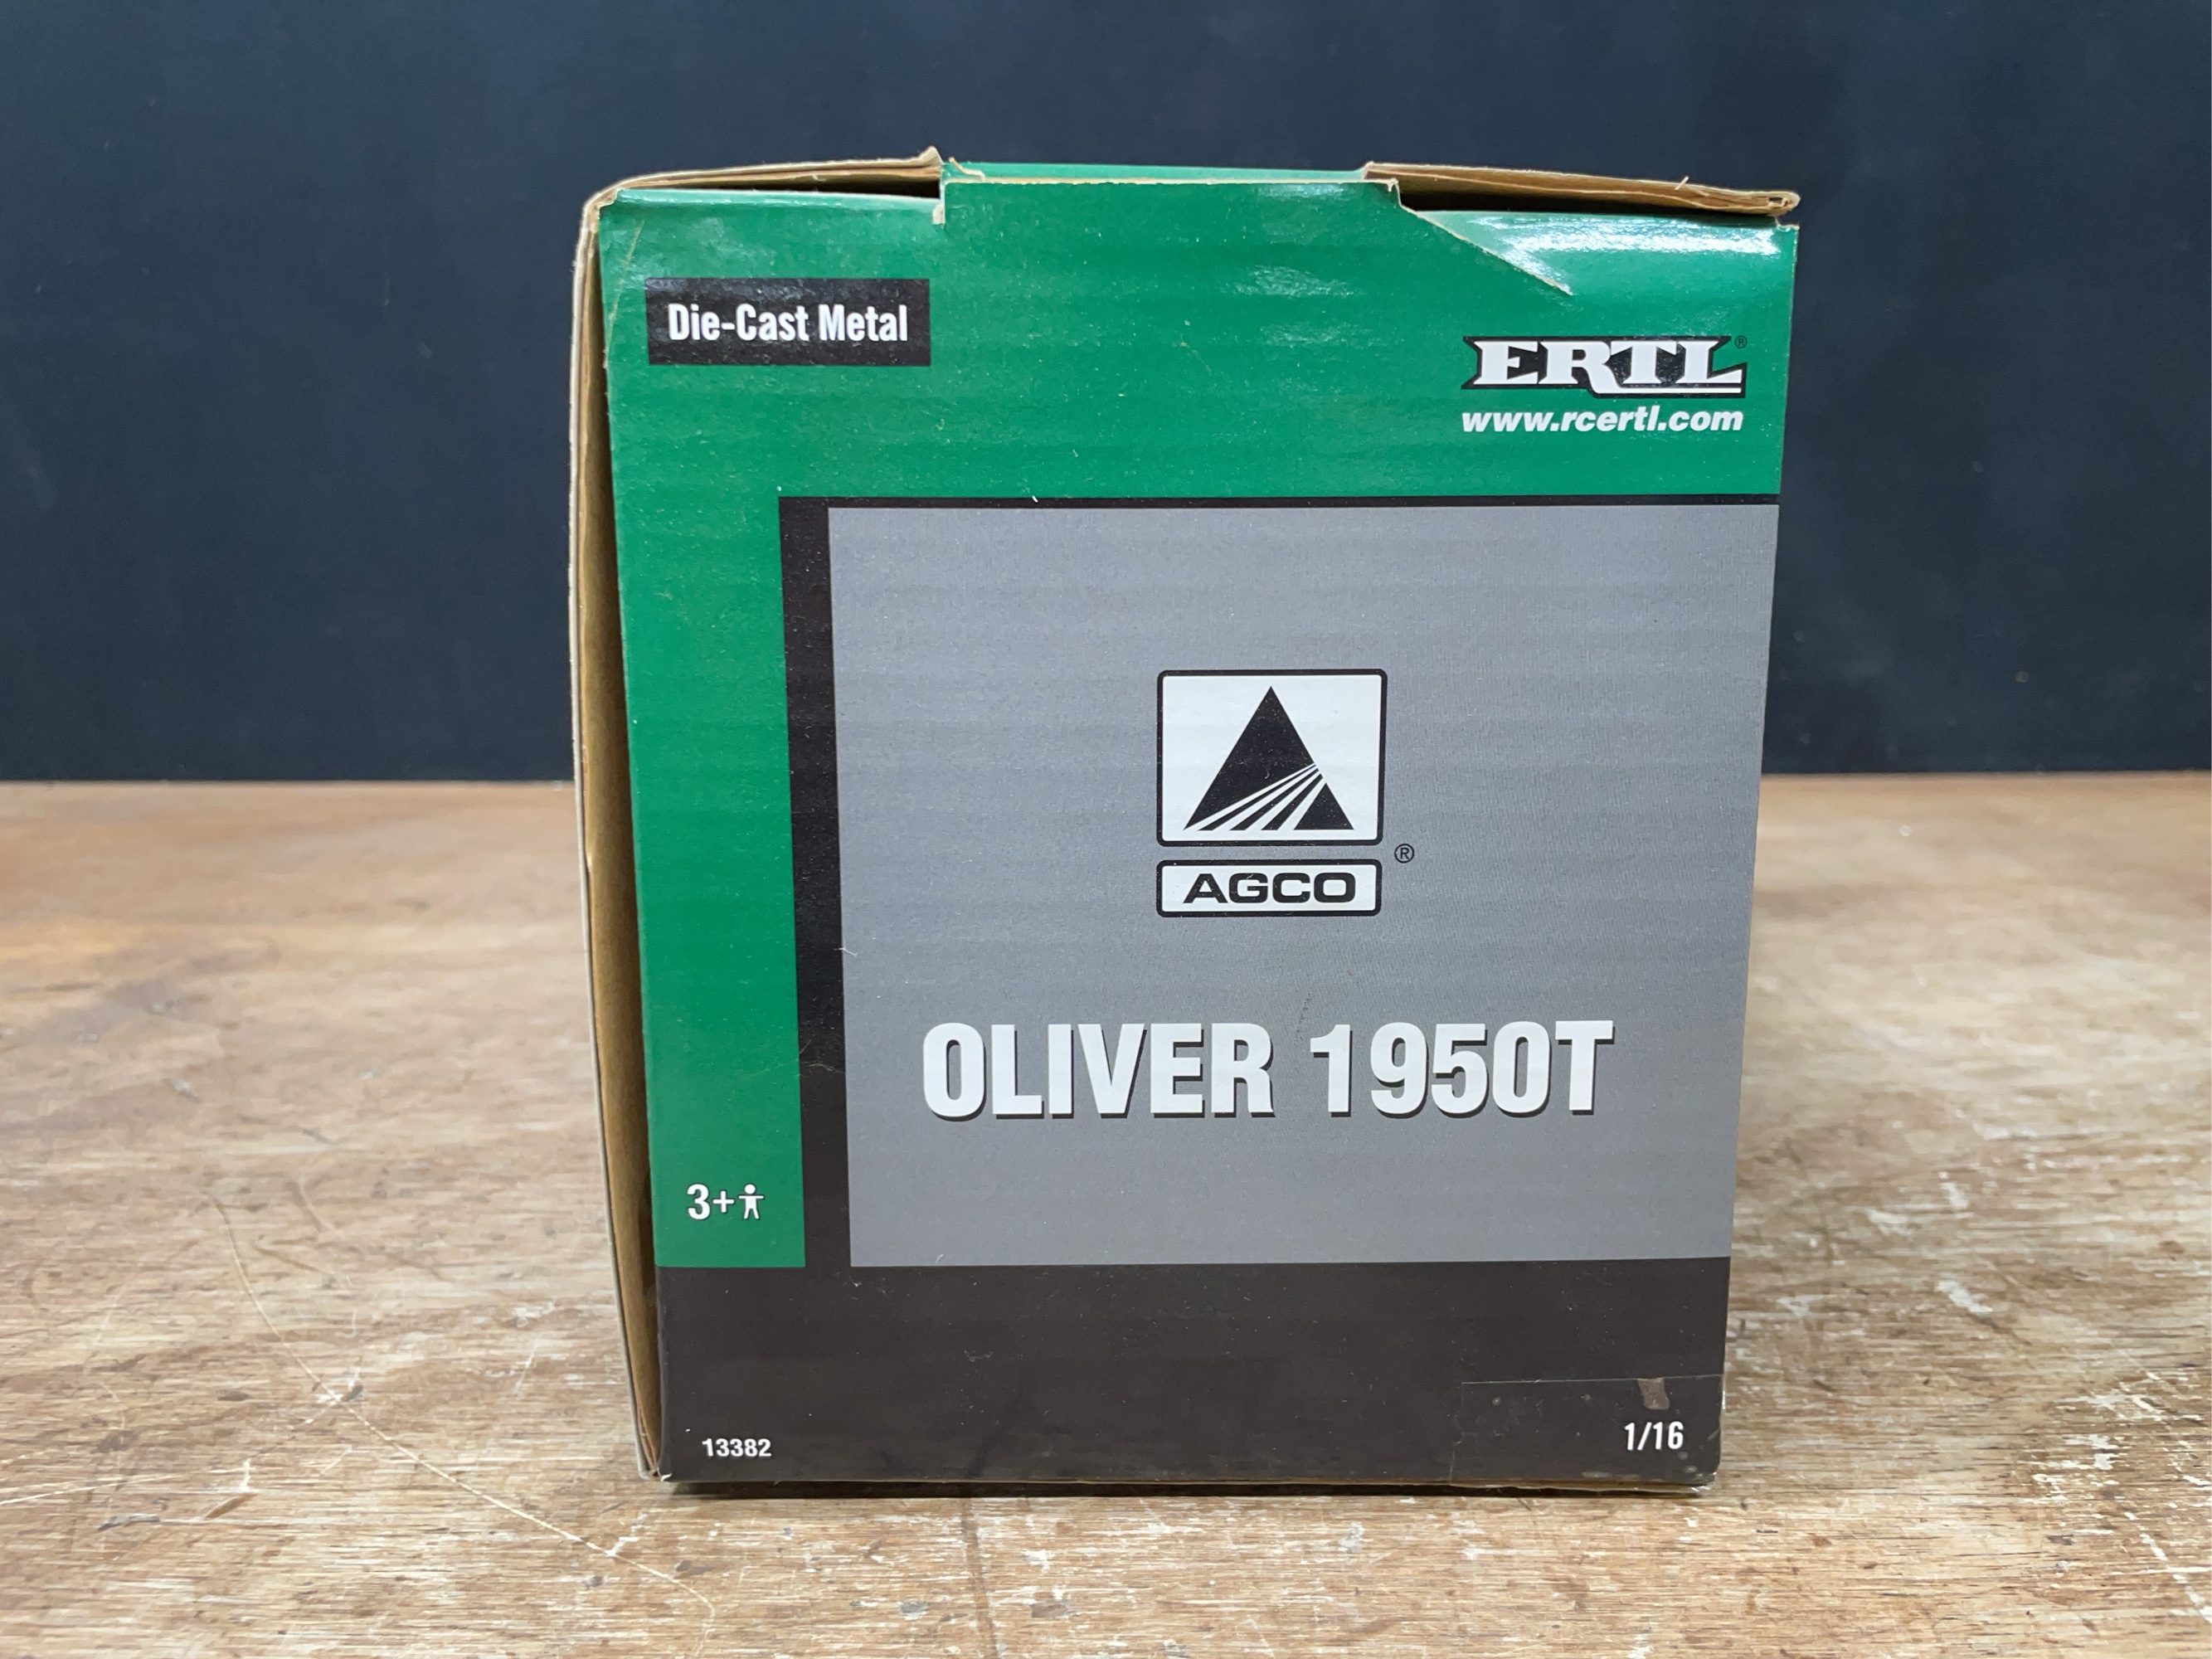 Die-Cast Metal
ERTL®
www.rcertl.com
®
AGCO
OLIVER 1950T
3+
13382
1/16